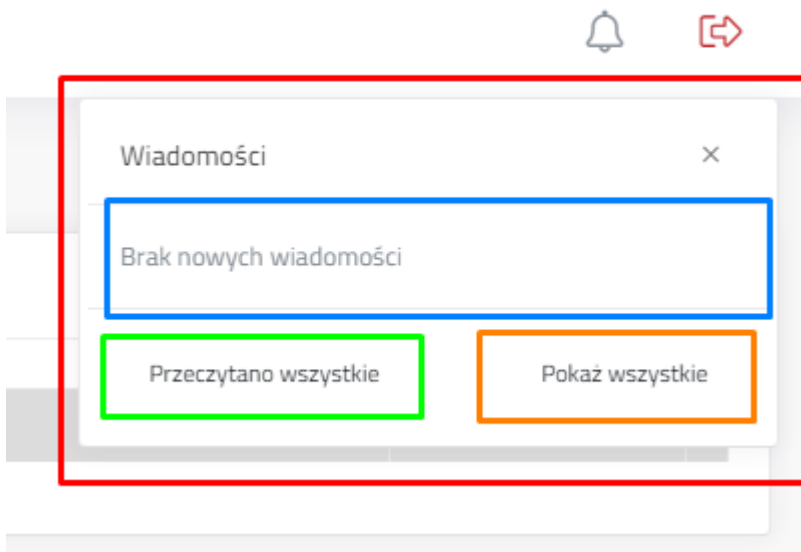 Wiadomości
Brak nowych wiadomości
Przeczytano wszystkie
Pokaż wszystkie